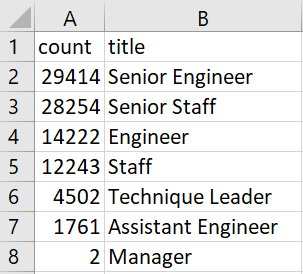 A B
1 count title
2 29414 Senior Engineer
3 28254 Senior Staff
4 14222 Engineer
5 12243 Staff
6 4502 Technique Leader
7 1761 Assistant Engineer
8 2 Manager